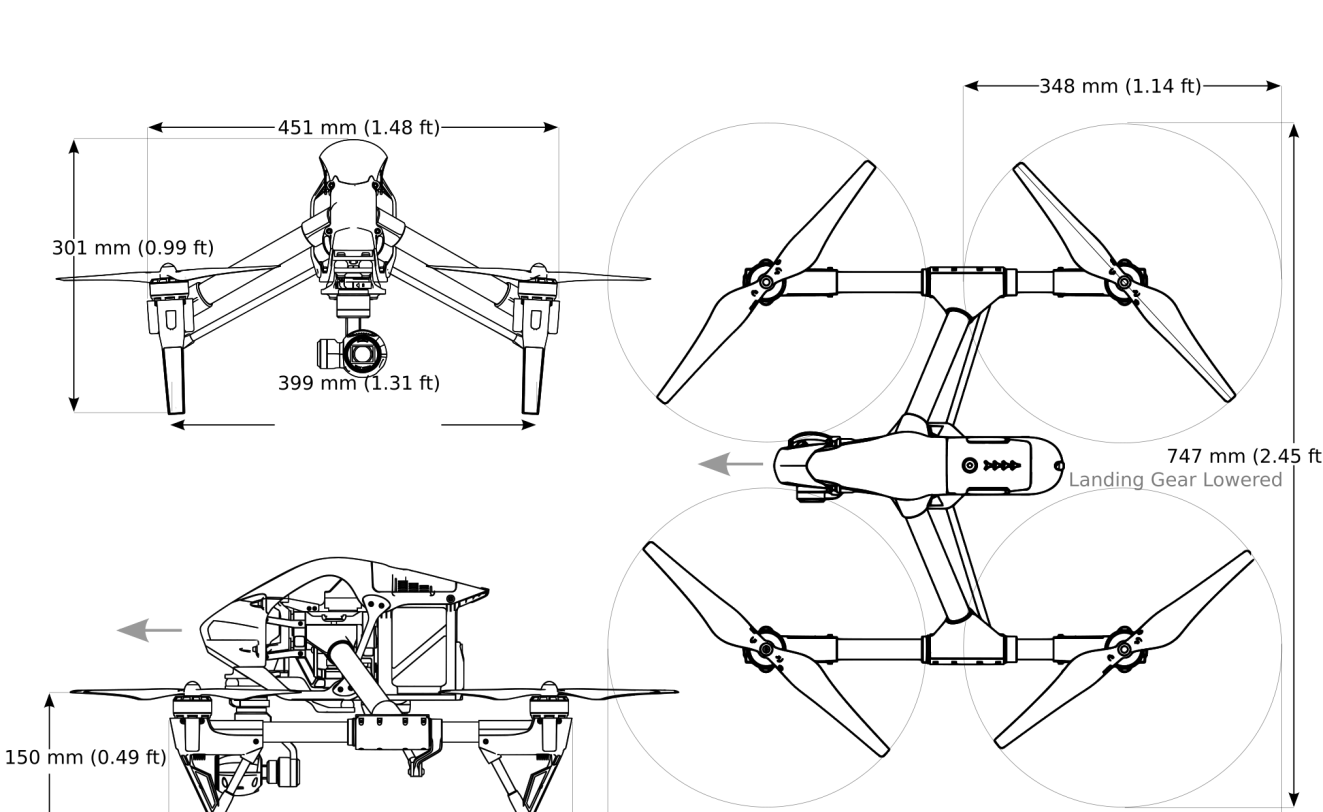 348 mm (1.14 ft)
451 mm (1.48 ft)
301 mm (0.99 ft)
399 mm (1.31 ft)
747 mm (2.45 ft
Landing Gear Lowered
150 mm (0.49 ft)